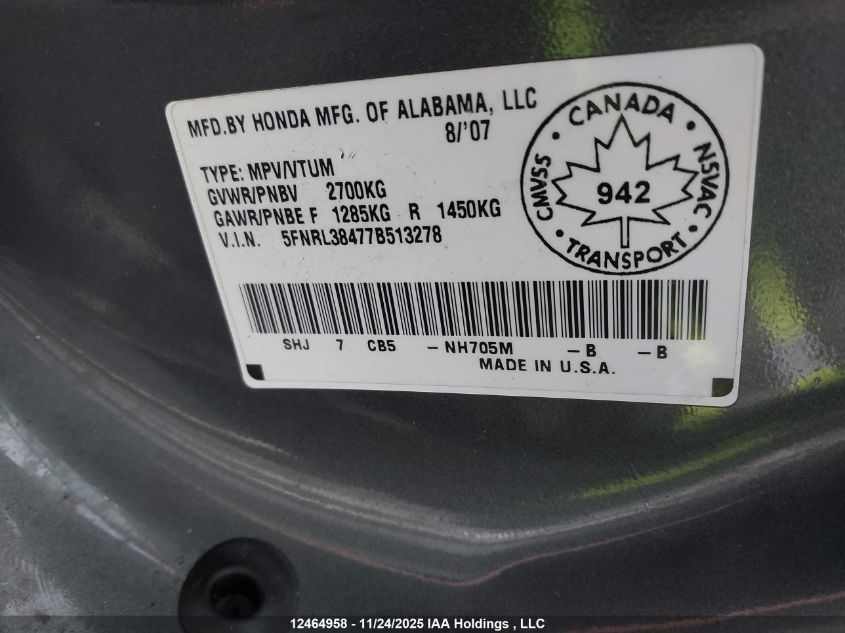 MFD.BY HONDA MFG. OF ALABAMA, LLC
8/'07
TYPE: MPV/VTUM
GVWR/PNBV 2700KG
GAWR/PNBE F 1285KG R 1450KG
V.I.N. 5FNRL38477B513278
CANADA
CMVSS
942
NSVAC
TRANSPORT
SHJ 7 CB5 -NH705M -B -B
MADE IN U.S.A.
12464958 - 11/24/2025 IAA Holdings , LLC